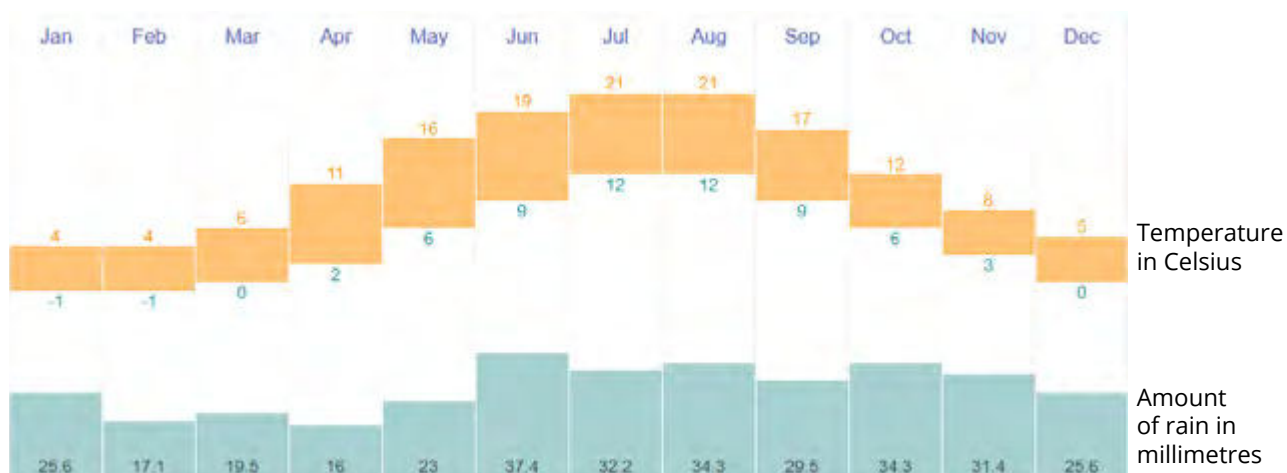 Jan Feb Mar Apr May Jun Jul Aug Sep Oct Nov Dec
21 21
19
17
16
12
11
12 12
9 9
8
6
6 6
5
4 4
3
2
0 0
-1 -1
Temperature
in Celsius
Amount
of rain in
millimetres
25.6 17.1 19.5 16 23 37.4 32.2 34.3 29.5 34.3 31.4 25.6